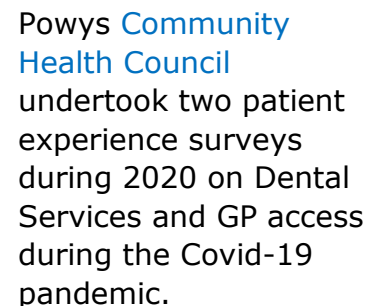 Powys Community
Health Council
undertook two patient
experience surveys
during 2020 on Dental
Services and GP access
during the Covid-19
pandemic.